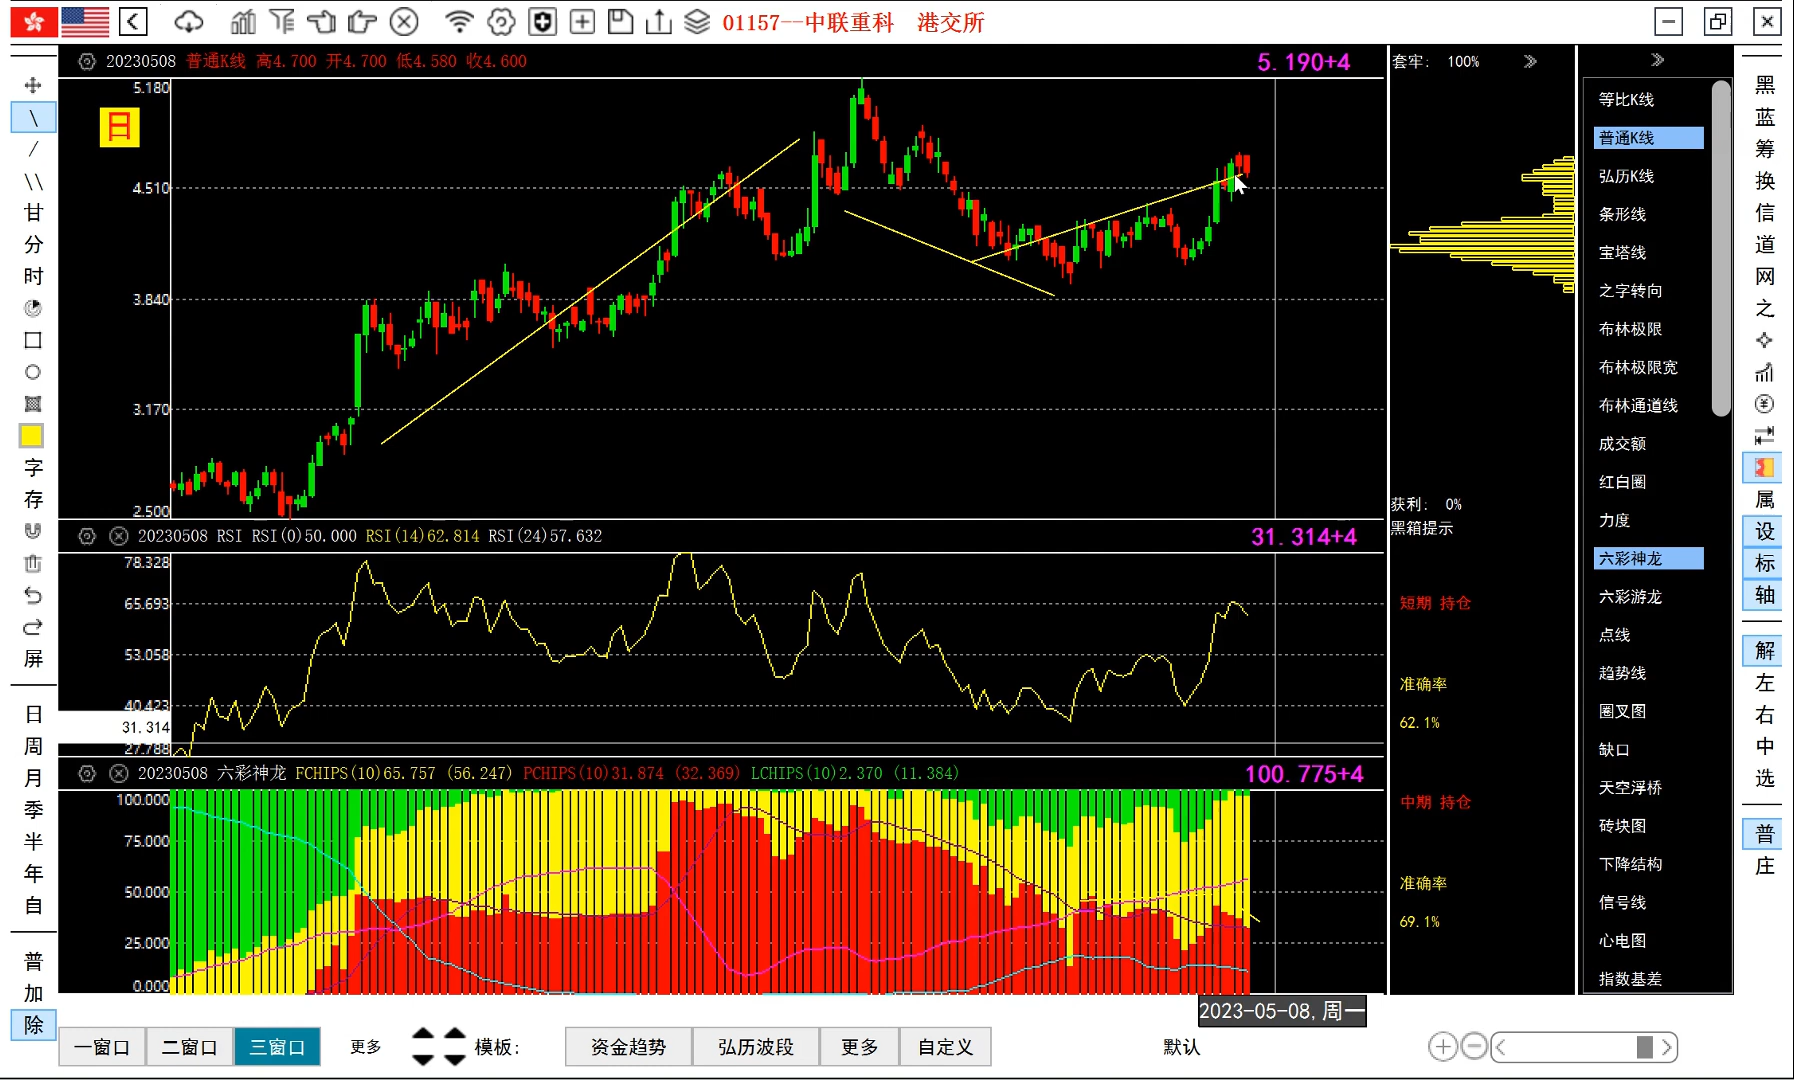 01157--中联重科 港交所
20230508 普通K线 高4.700 开4.700 低4.580 收4.600
5.190+4
套牢: 100%
5.180
日
4.510
3.840
3.170
2.500
获利: 0%
黑箱提示
20230508 RSI RSI(0)50.000 RSI(14)62.814 RSI(24)57.632
31.314+4
78.328
65.693
53.058
40.423
31.314
27.788
短期 持仓
准确率
62.1%
中期 持仓
准确率
69.1%
20230508 六彩神龙 FCHIPS(10)65.757 (56.247) PCHIPS(10)31.874 (32.369) LCHIPS(10)2.370 (11.384)
100.775+4
100.000
75.000
50.000
25.000
0.000
2023-05-08,周一
等比K线
普通K线
弘历K线
条形线
宝塔线
之字转向
布林极限
布林极限宽
布林通道线
成交额
红白圈
力度
六彩神龙
六彩游龙
点线
趋势线
圈叉图
缺口
天空浮桥
砖块图
下降结构
信号线
心电图
指数基差
甘
分
时
字
存
屏
日
周
月
季
半
年
自
普
加
除
黑
蓝
筹
换
信
道
网
之
属
设
标
轴
解
左
右
中
选
普
庄
一窗口 二窗口 三窗口 更多 模板: 资金趋势 弘历波段 更多 自定义 默认